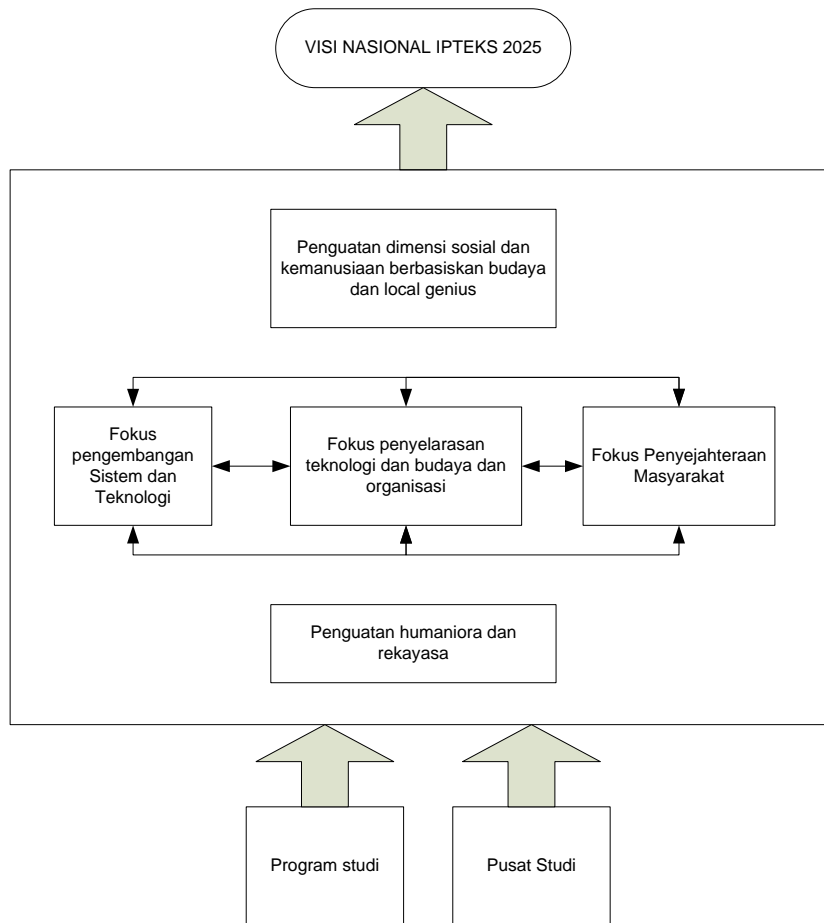 VISI NASIONAL IPTEKS 2025
Penguatan dimensi sosial dan
kemanusiaan berbasiskan budaya
dan local genius
Fokus
pengembangan
Sistem dan
Teknologi
Fokus penyelarasan
teknologi dan budaya dan
organisasi
Fokus Penyejahteraan
Masyarakat
Penguatan humaniora dan
rekayasa
Program studi
Pusat Studi